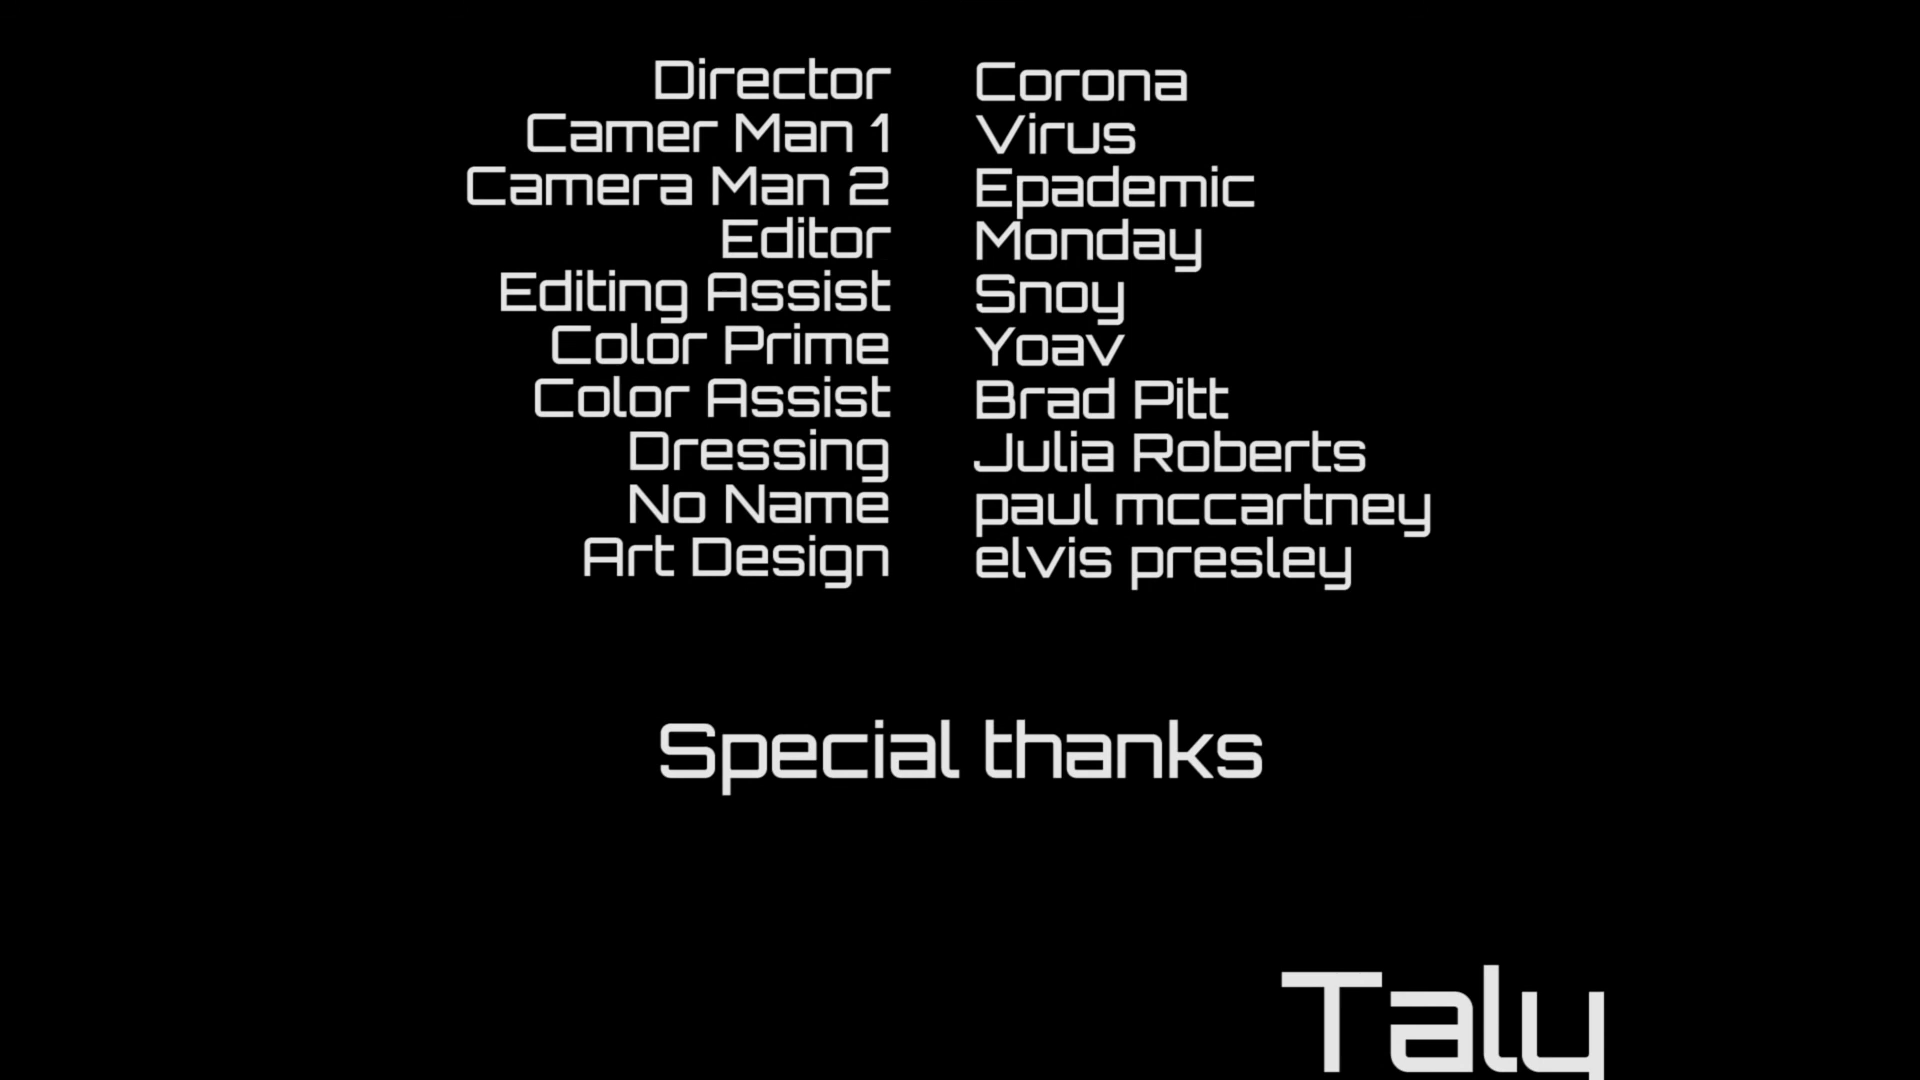 Director Corona
Camer Man 1 Virus
Camera Man 2 Epademic
Editor Monday
Editing Assist Snoy
Color Prime Yoav
Color Assist Brad Pitt
Dressing Julia Roberts
No Name paul mccartney
Art Design elvis presley
Special thanks
Taly